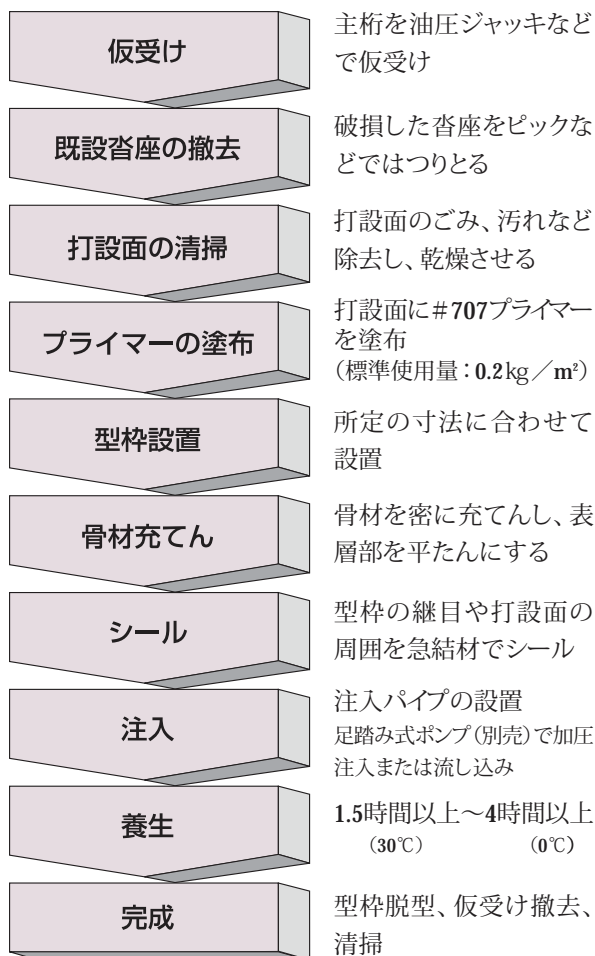 仮受け
主桁を油圧ジャッキなど
で仮受け
既設沓座の撤去
破損した沓座をピックな
どではつりとる
打設面の清掃
打設面のごみ、汚れなど
除去し、乾燥させる
プライマーの塗布
打設面に#707プライマー
を塗布
(標準使用量:0.2kg/m²)
型枠設置
所定の寸法に合わせて
設置
骨材充てん
骨材を密に充てんし、表
層部を平たんにする
シール
型枠の継目や打設面の
周囲を急結材でシール
注入
注入パイプの設置
足踏み式ポンプ(別売)で加圧
注入または流し込み
養生
1.5時間以上〜4時間以上
(30℃) (0℃)
完成
型枠脱型、仮受け撤去、
清掃